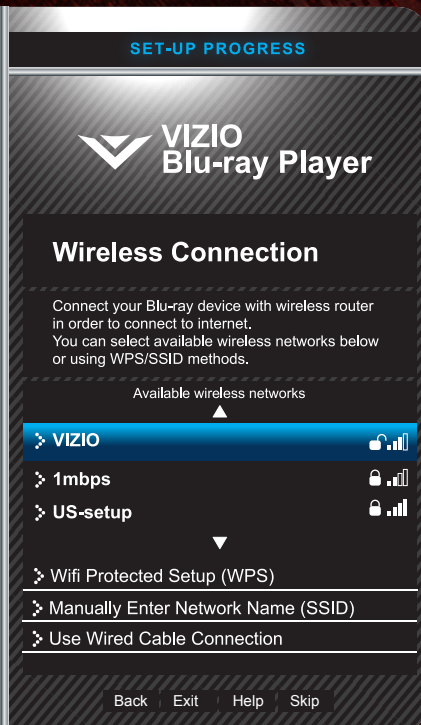 SET-UP PROGRESS
VIZIO
Blu-ray Player
Wireless Connection
Connect your Blu-ray device with wireless router
in order to connect to internet.
You can select available wireless networks below
or using WPS/SSID methods.
Available wireless networks
VIZIO
1mbps
US-setup
Wifi Protected Setup (WPS)
Manually Enter Network Name (SSID)
Use Wired Cable Connection
Back Exit Help Skip